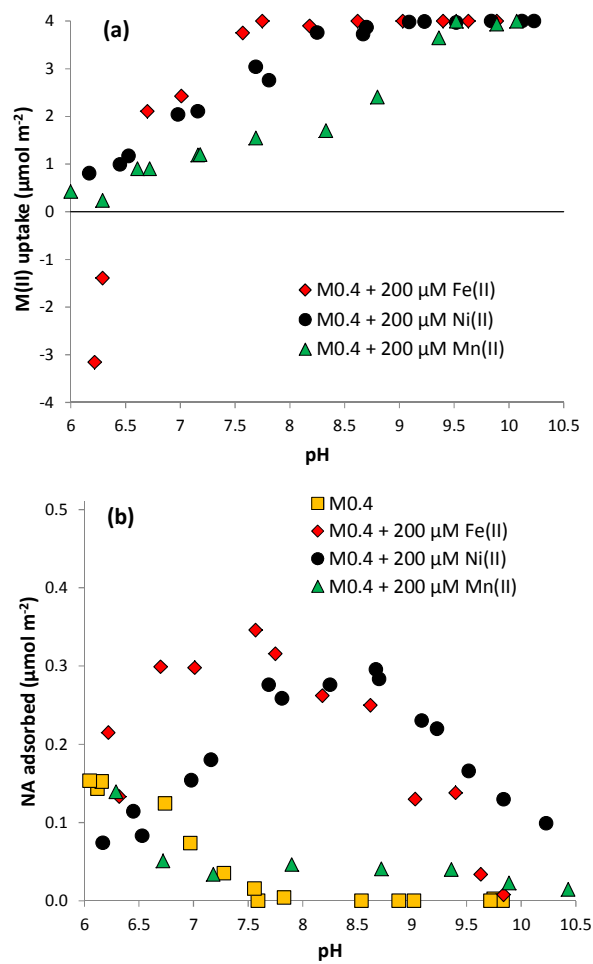 (a)
M(II) uptake (µmol m⁻²)
4
3
2
1
0
-1
-2
-3
-4
M0.4 + 200 µM Fe(II)
M0.4 + 200 µM Ni(II)
M0.4 + 200 µM Mn(II)
6 6.5 7 7.5 8 8.5 9 9.5 10 10.5
pH
(b)
NA adsorbed (µmol m⁻²)
0.5
0.4
0.3
0.2
0.1
0.0
M0.4
M0.4 + 200 µM Fe(II)
M0.4 + 200 µM Ni(II)
M0.4 + 200 µM Mn(II)
6 6.5 7 7.5 8 8.5 9 9.5 10 10.5
pH